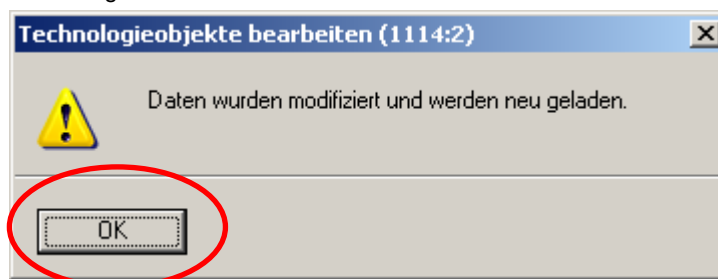 Technologieobjekte bearbeiten (1114:2)
Daten wurden modifiziert und werden neu geladen.
OK